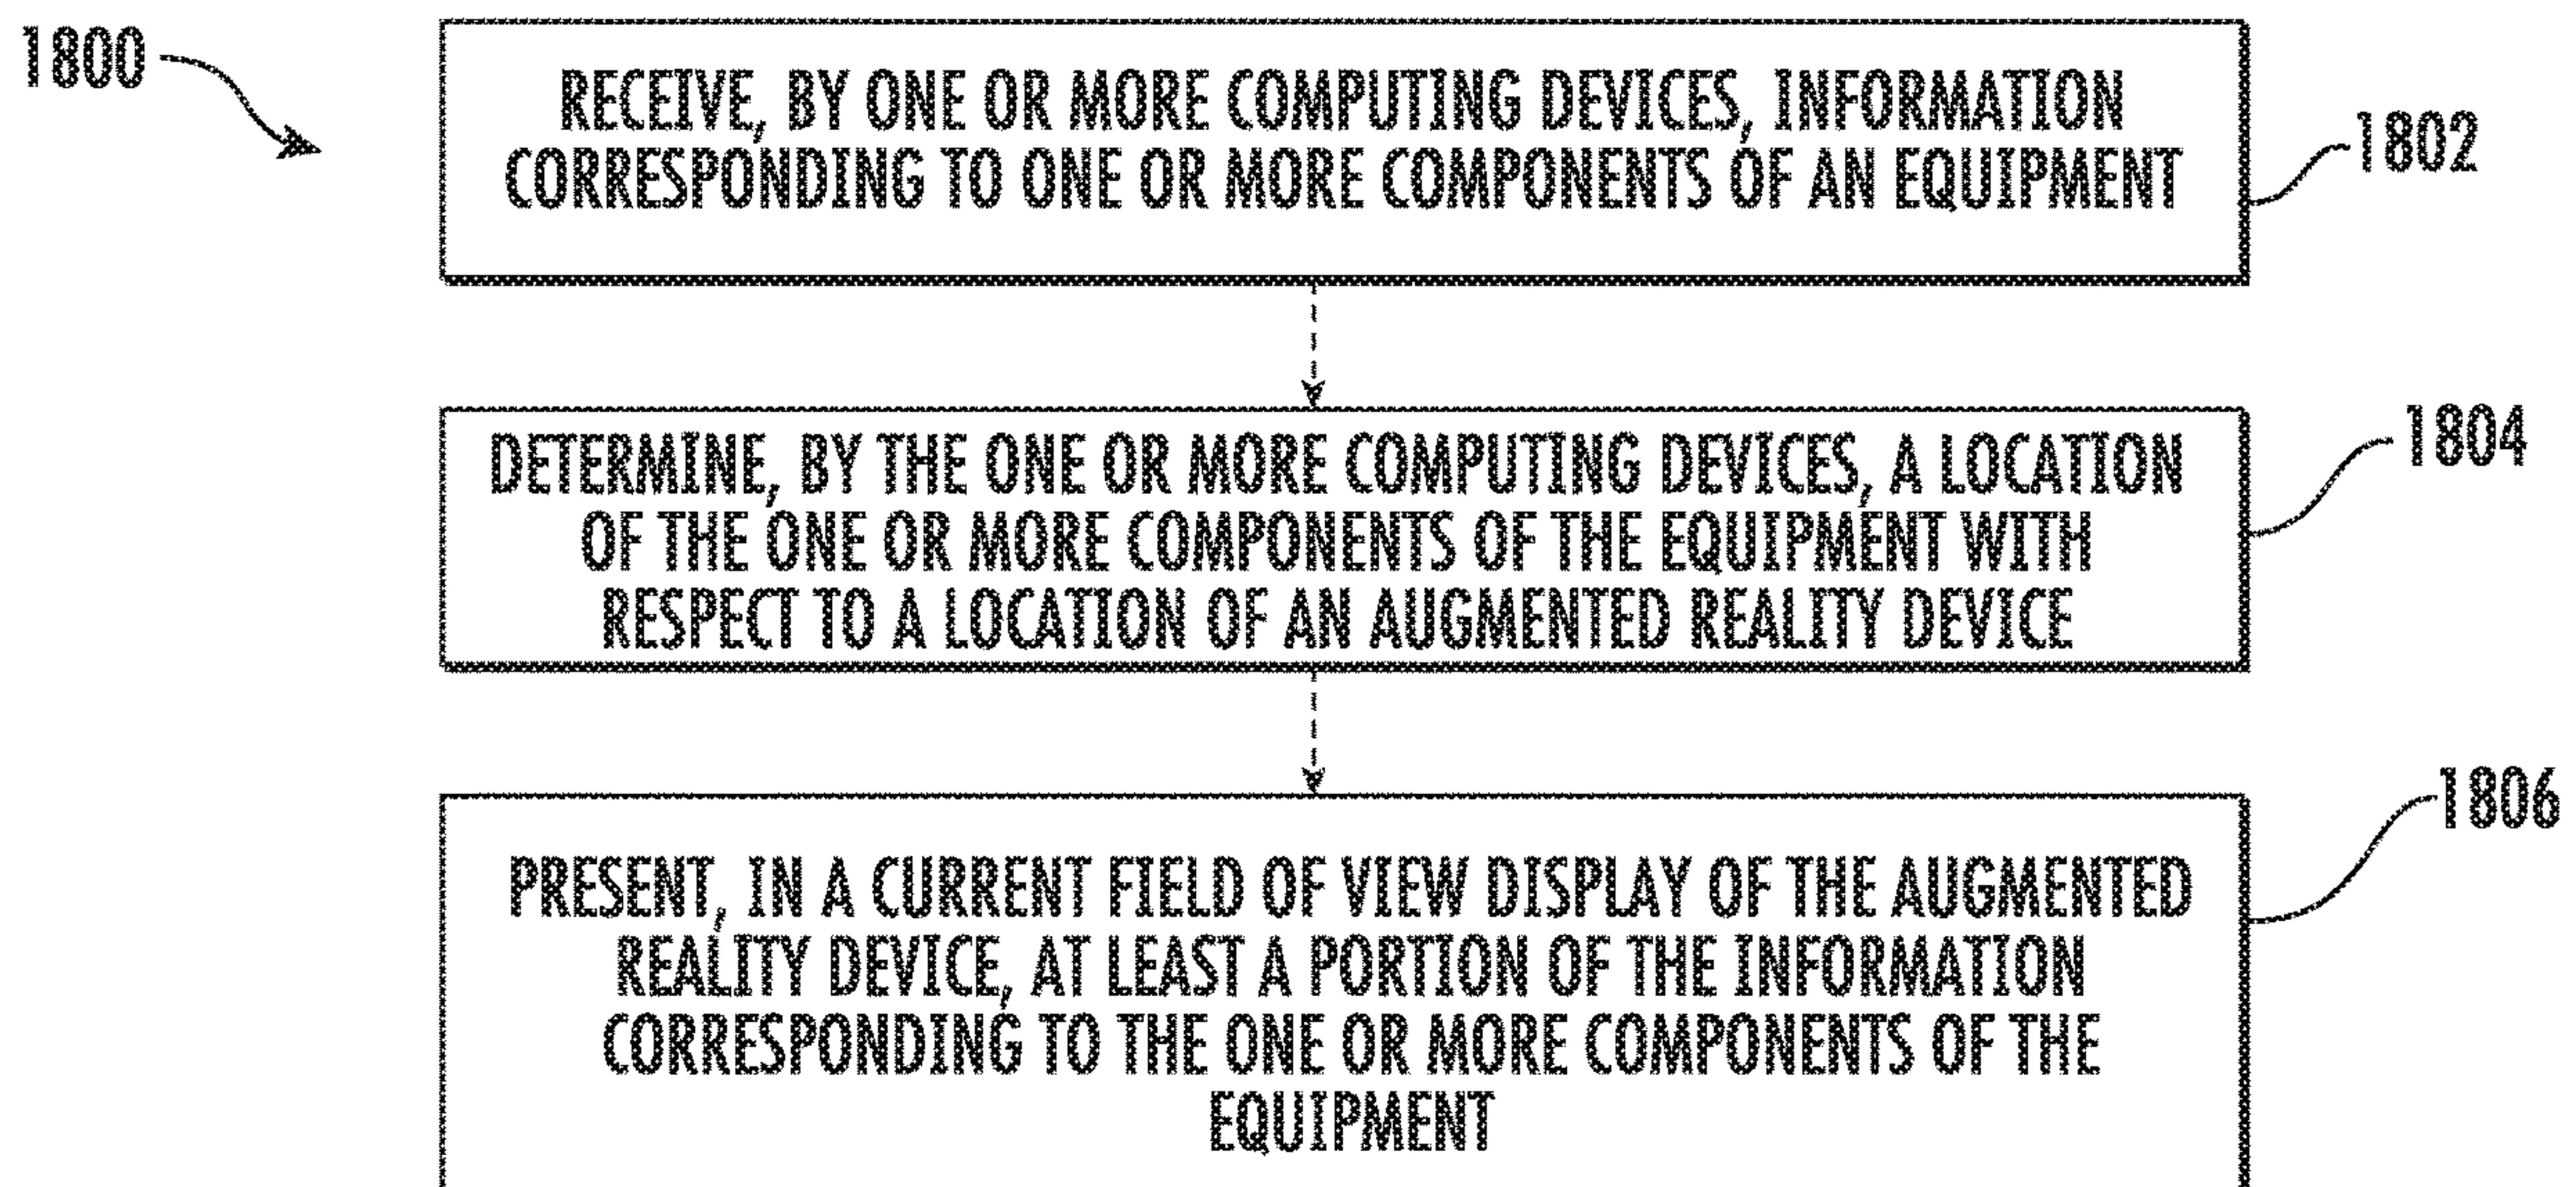 1800
RECEIVE, BY ONE OR MORE COMPUTING DEVICES, INFORMATION
CORRESPONDING TO ONE OR MORE COMPONENTS OF AN EQUIPMENT
1802
DETERMINE, BY THE ONE OR MORE COMPUTING DEVICES, A LOCATION
OF THE ONE OR MORE COMPONENTS OF THE EQUIPMENT WITH
RESPECT TO A LOCATION OF AN AUGMENTED REALITY DEVICE
1804
PRESENT, IN A CURRENT FIELD OF VIEW DISPLAY OF THE AUGMENTED
REALITY DEVICE, AT LEAST A PORTION OF THE INFORMATION
CORRESPONDING TO THE ONE OR MORE COMPONENTS OF THE
EQUIPMENT
1806